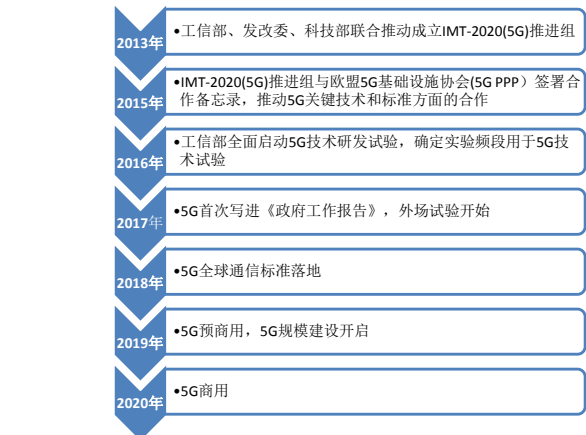 2013年
•工信部、发改委、科技部联合推动成立IMT-2020(5G)推进组
2015年
•IMT-2020(5G)推进组与欧盟5G基础设施协会(5G PPP）签署合
作备忘录，推动5G关键技术和标准方面的合作
2016年
•工信部全面启动5G技术研发试验，确定实验频段用于5G技
术试验
2017年
•5G首次写进《政府工作报告》，外场试验开始
2018年
•5G全球通信标准落地
2019年
•5G预商用，5G规模建设开启
2020年
•5G商用